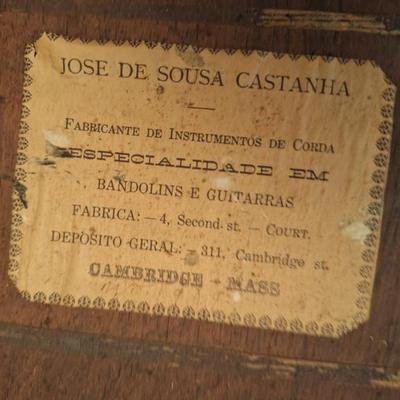 JOSE DE SOUSA CASTANHA
FABRICANTE DE INSTRUMENTOS DE CORDA
ESPECIALIDADE EM
BANDOLINS E GUITARRAS
FABRICA: — 4, Second. st. — COURT.
DEPOSITO GERAL: — 311, Cambridge st.
CAMBRIDGE - MASS